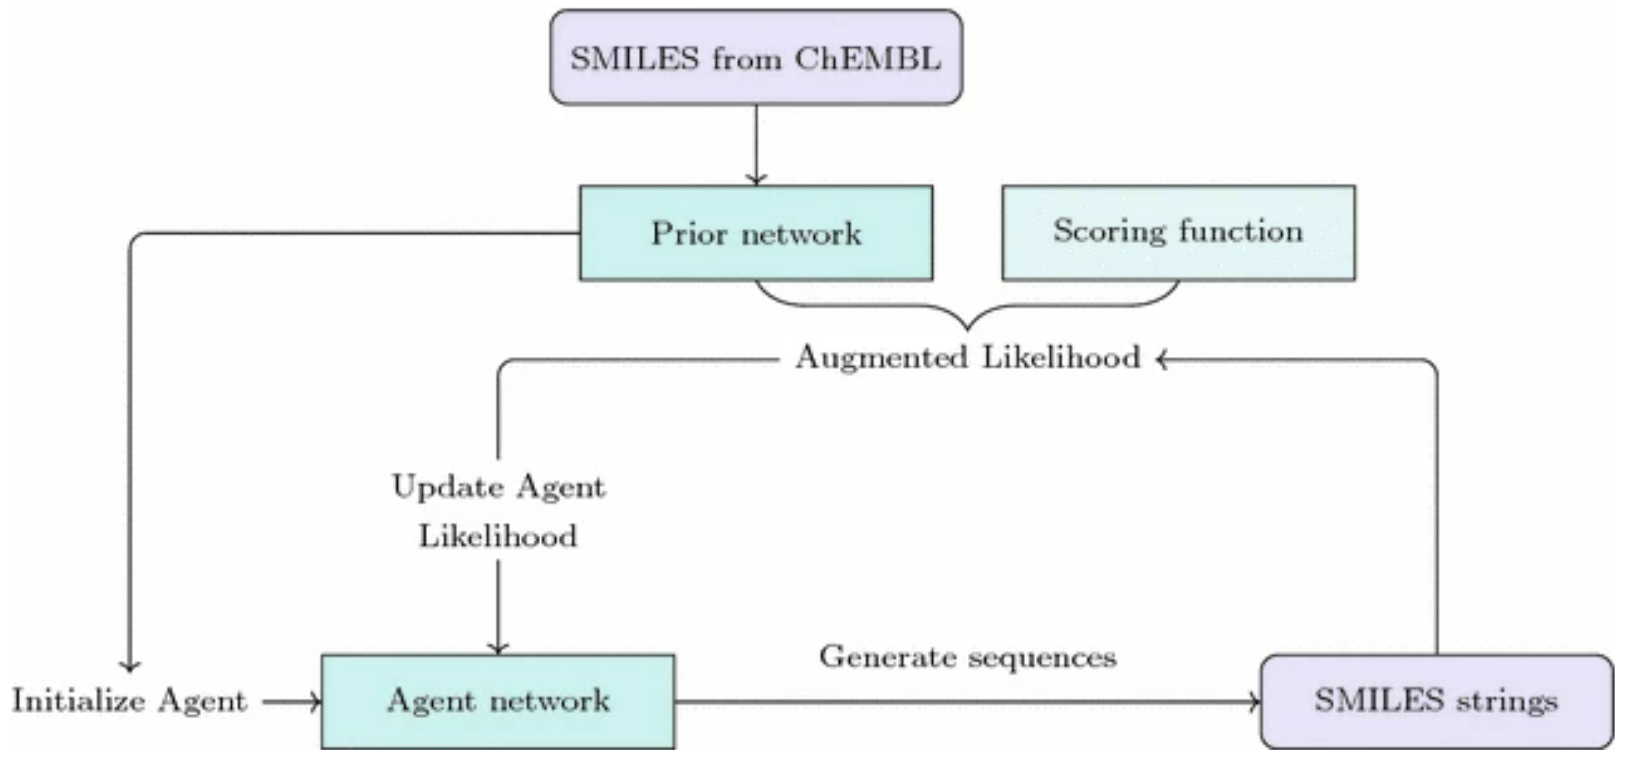 SMILES from ChEMBL
Prior network
Scoring function
Augmented Likelihood
Update Agent
Likelihood
Generate sequences
Initialize Agent
Agent network
SMILES strings